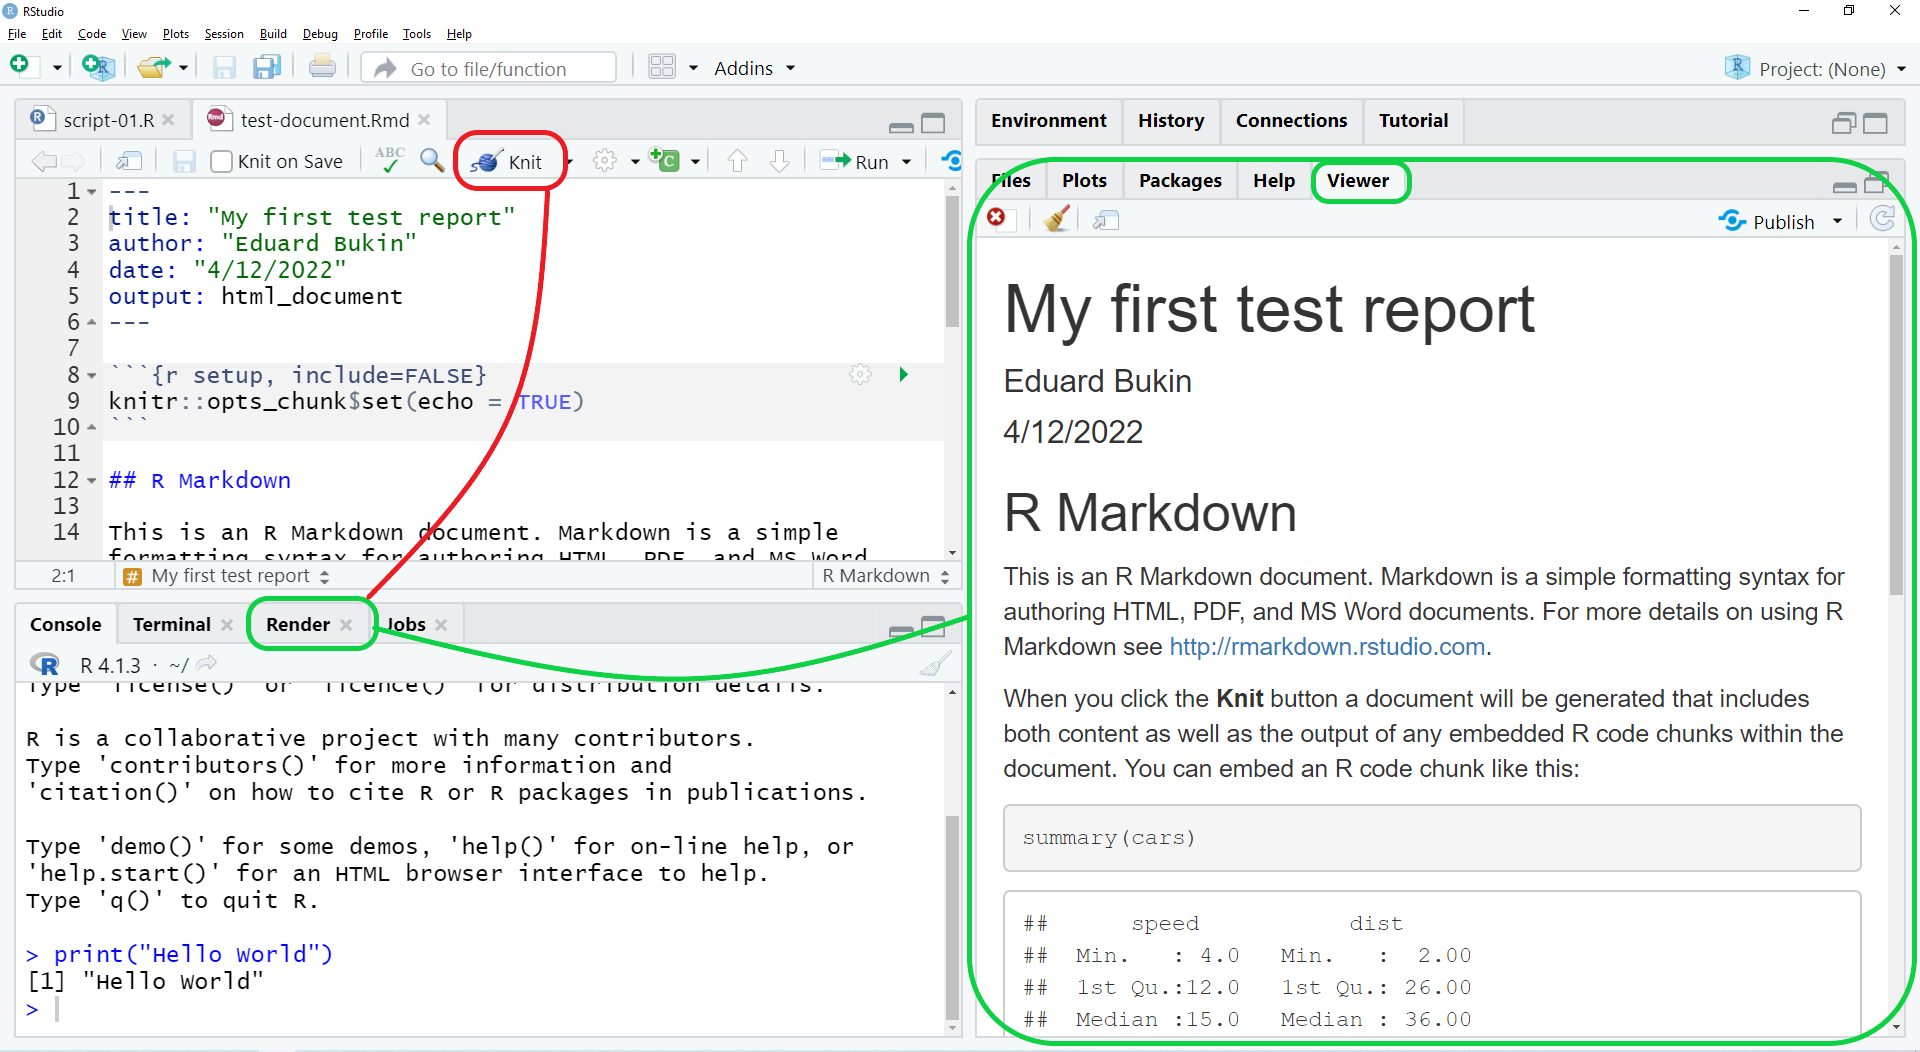 RStudio
File Edit Code View Plots Session Build Debug Profile Tools Help
Go to file/function
Addins
Project: (None)
script-01.R
test-document.Rmd
Knit on Save
ABC
Knit
Run
1 ---
2 title: "My first test report"
3 author: "Eduard Bukin"
4 date: "4/12/2022"
5 output: html_document
6 ---
7
8 ```{r setup, include=FALSE}
9 knitr::opts_chunk$set(echo = TRUE)
10 ```
11
12 ## R Markdown
13
14 This is an R Markdown document. Markdown is a simple
formatting syntax for authoring HTML, PDF, and MS Word
2:1
My first test report
R Markdown
Console Terminal Render Jobs
R 4.1.3 · ~/
Type 'license()' or 'licence()' for distribution details.
R is a collaborative project with many contributors.
Type 'contributors()' for more information and
'citation()' on how to cite R or R packages in publications.
Type 'demo()' for some demos, 'help()' for on-line help, or
'help.start()' for an HTML browser interface to help.
Type 'q()' to quit R.
> print("Hello World")
[1] "Hello World"
>
Environment History Connections Tutorial
Files Plots Packages Help Viewer
Publish
My first test report
Eduard Bukin
4/12/2022
R Markdown
This is an R Markdown document. Markdown is a simple formatting syntax for
authoring HTML, PDF, and MS Word documents. For more details on using R
Markdown see http://rmarkdown.rstudio.com.
When you click the Knit button a document will be generated that includes
both content as well as the output of any embedded R code chunks within the
document. You can embed an R code chunk like this:
summary(cars)
## speed dist
## Min. : 4.0 Min. : 2.00
## 1st Qu.:12.0 1st Qu.: 26.00
## Median :15.0 Median : 36.00